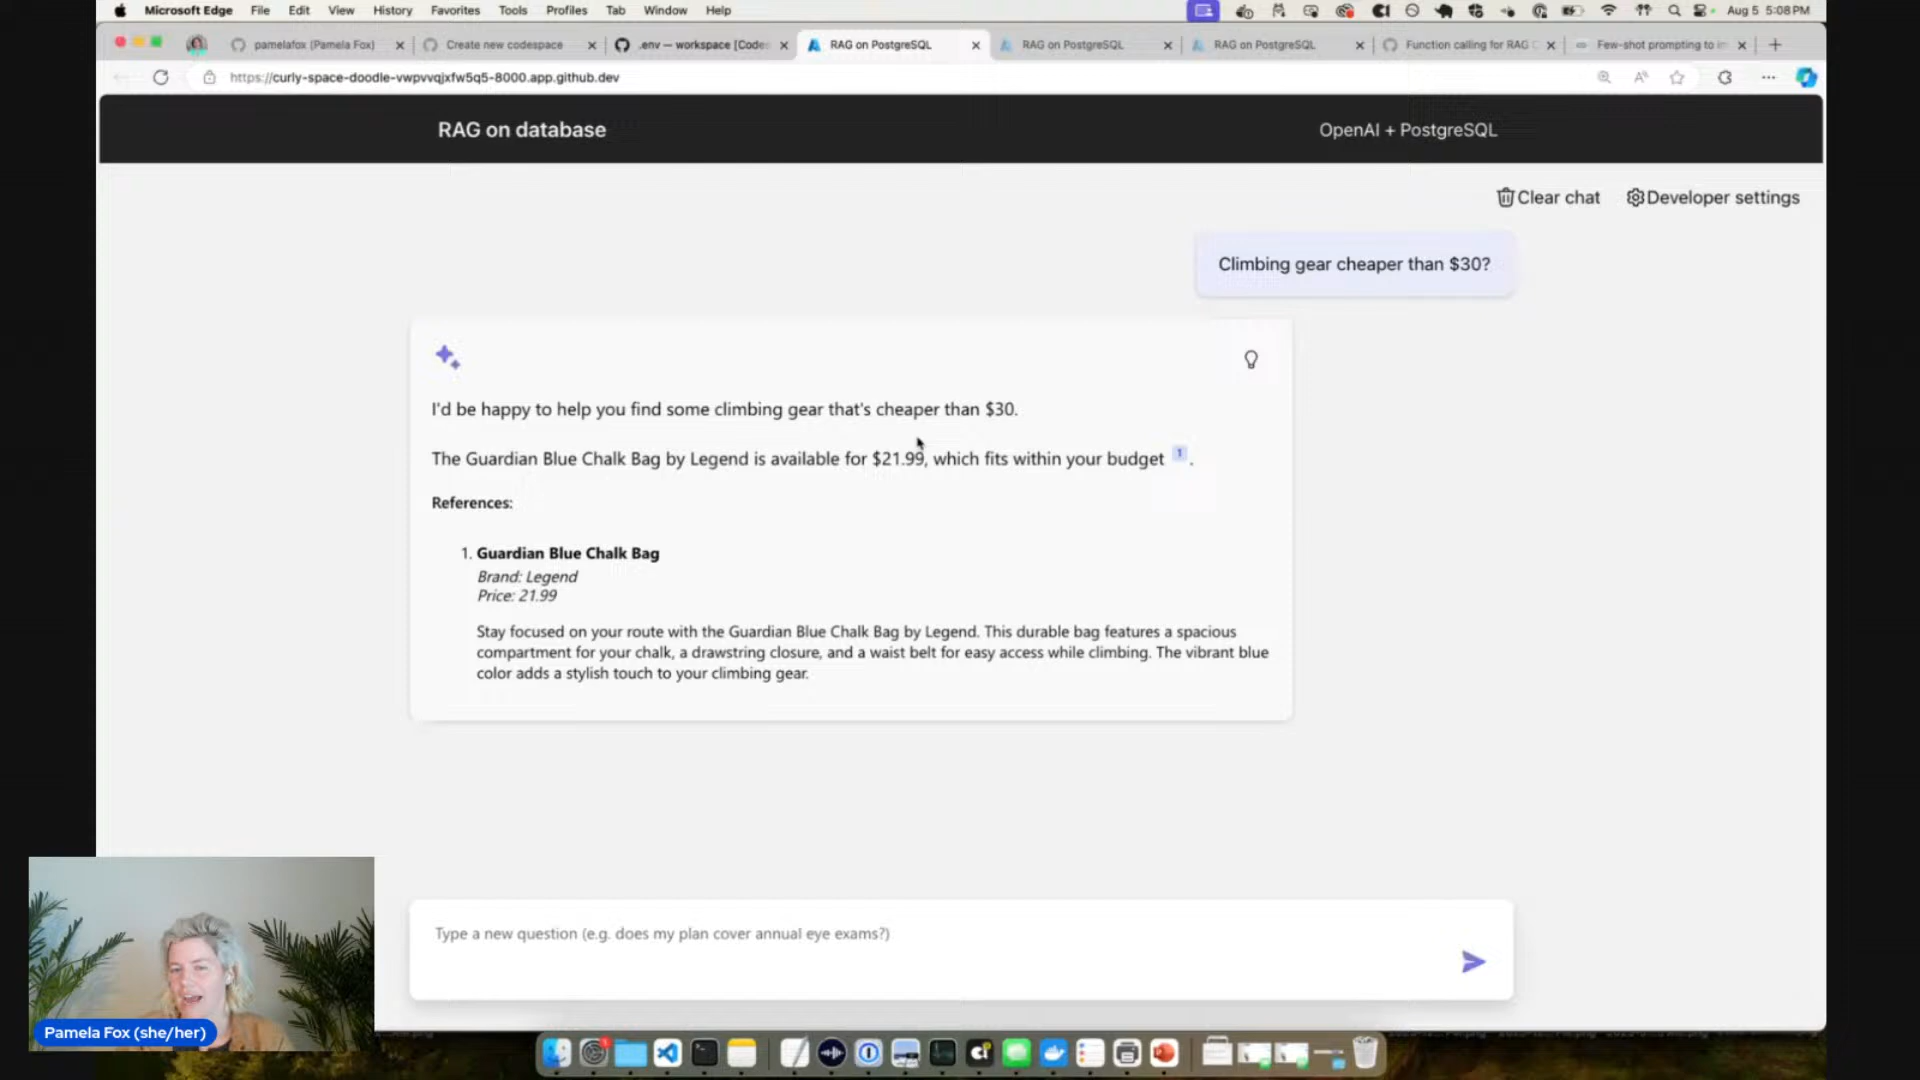 Microsoft Edge File Edit View History Favorites Tools Profiles Tab Window Help
Aug 5 5:08 PM
pamelafox (Pamela Fox)
Create new codespace
.env — workspace [Codes
RAG on PostgreSQL
RAG on PostgreSQL
RAG on PostgreSQL
Function calling for RAG
Few-shot prompting to
https://curly-space-doodle-vwpvvqjxfw5q5-8000.app.github.dev
RAG on database
OpenAI + PostgreSQL
Clear chat
Developer settings
Climbing gear cheaper than $30?
I'd be happy to help you find some climbing gear that's cheaper than $30.
The Guardian Blue Chalk Bag by Legend is available for $21.99, which fits within your budget 1.
References:
1. Guardian Blue Chalk Bag
Brand: Legend
Price: 21.99
Stay focused on your route with the Guardian Blue Chalk Bag by Legend. This durable bag features a spacious
compartment for your chalk, a drawstring closure, and a waist belt for easy access while climbing. The vibrant blue
color adds a stylish touch to your climbing gear.
Type a new question (e.g. does my plan cover annual eye exams?)
Pamela Fox (she/her)